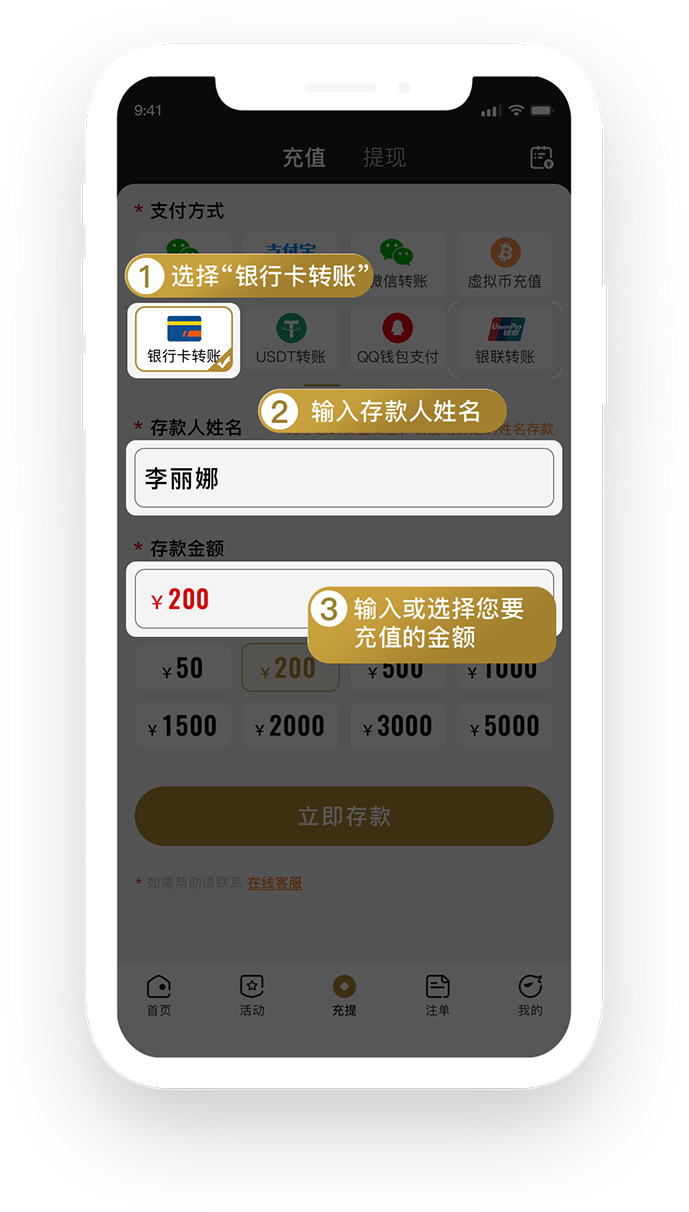 9:41
充值 提现
* 支付方式
支付宝
1 选择“银行卡转账”
微信转账 虚拟币充值
UnionPay 银联
银行卡转账 USDT转账 QQ钱包支付 银联转账
2 输入存款人姓名
* 存款人姓名 姓名存款
李丽娜
* 存款金额
¥ 200
3 输入或选择您要
充值的金额
¥ 50 ¥ 200 ¥ 500 ¥ 1000
¥ 1500 ¥ 2000 ¥ 3000 ¥ 5000
立即存款
* 如需帮助请联系 在线客服
首页 活动 充提 注单 我的